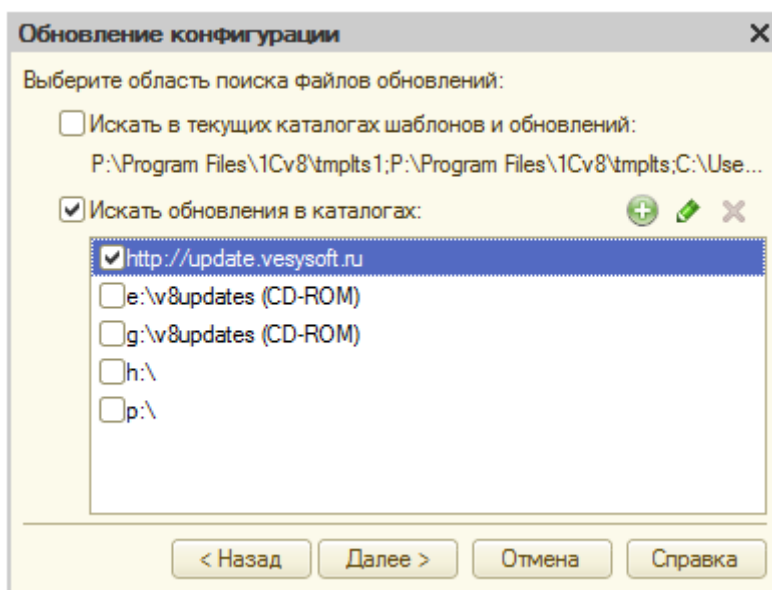 Обновление конфигурации
Выберите область поиска файлов обновлений:
Искать в текущих каталогах шаблонов и обновлений:
P:\Program Files\1Cv8\tmplts1;P:\Program Files\1Cv8\tmplts;C:\Use...
Искать обновления в каталогах:
http://update.vesysoft.ru
e:\v8updates (CD-ROM)
g:\v8updates (CD-ROM)
h:\
p:\
< Назад Далее > Отмена Справка